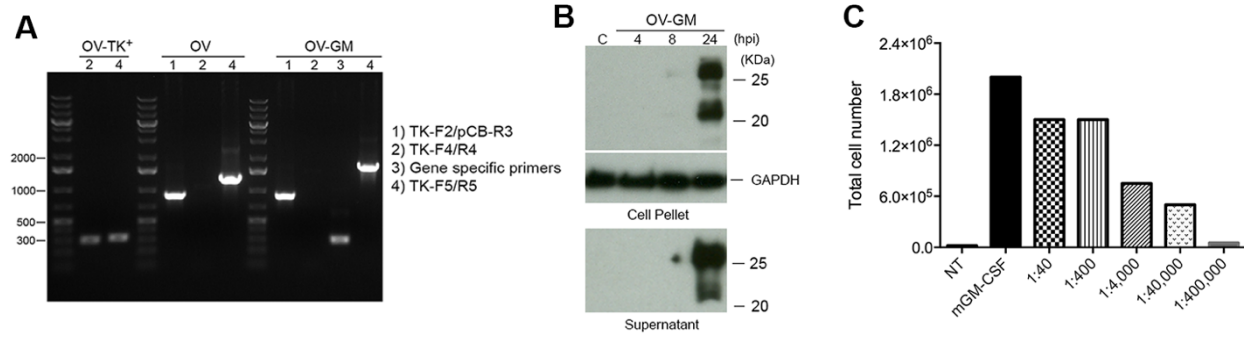 A
OV-TK+ OV OV-GM
2 4 1 2 4 1 2 3 4
2000
1000
500
300
1) TK-F2/pCB-R3
2) TK-F4/R4
3) Gene specific primers
4) TK-F5/R5
B
OV-GM
C 4 8 24 (hpi)
(KDa)
25
20
GAPDH
Cell Pellet
25
20
Supernatant
C
Total cell number
2.4×10⁶
1.8×10⁶
1.2×10⁶
6.0×10⁵
0.0
NT
mGM-CSF
1:40
1:400
1:4,000
1:40,000
1:400,000